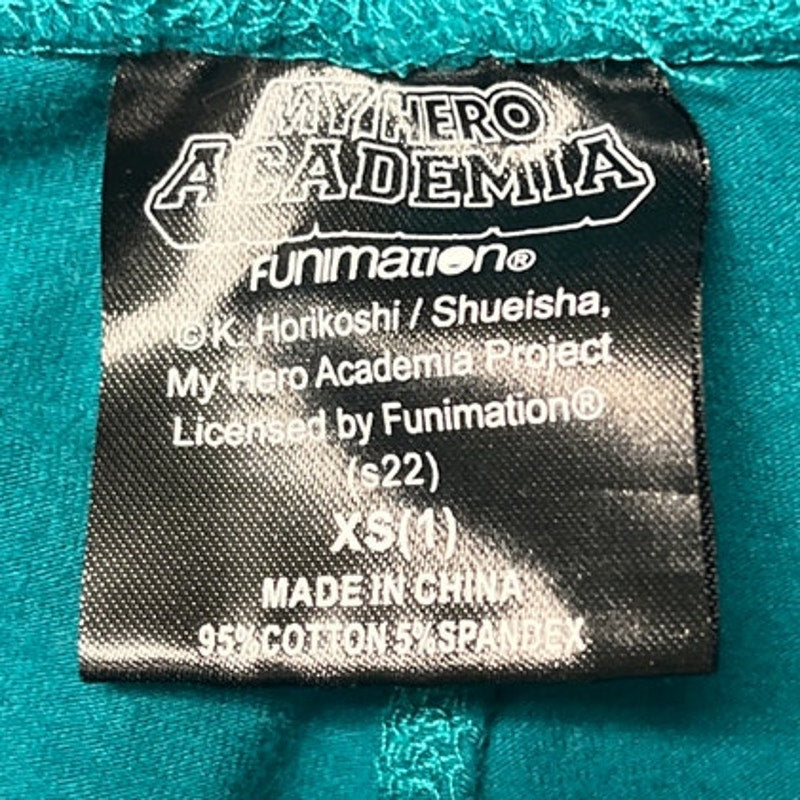 MY HERO
ACADEMIA
FUnimation®
© K. Horikoshi / Shueisha,
My Hero Academia Project
Licensed by Funimation®
(s22)
XS(1)
MADE IN CHINA
95%COTTON 5%SPANDEX